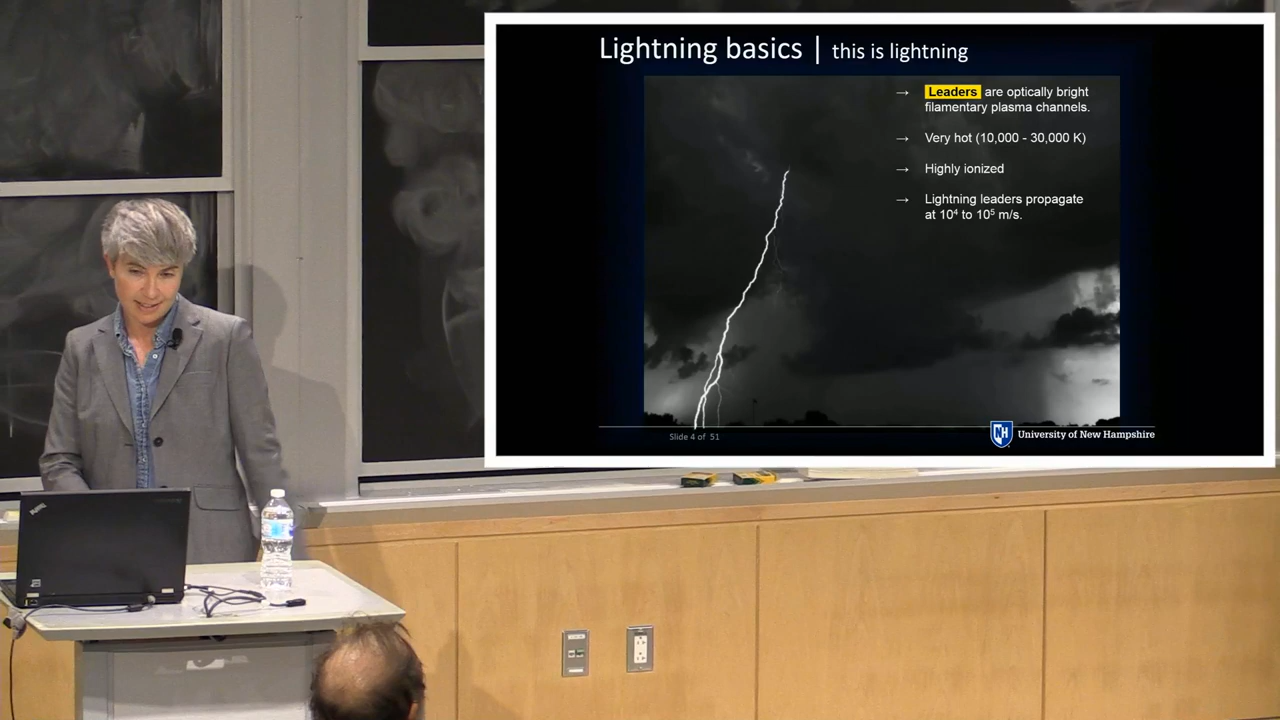 Lightning basics | this is lightning
→ Leaders are optically bright
filamentary plasma channels.
→ Very hot (10,000 - 30,000 K)
→ Highly ionized
→ Lightning leaders propagate
at 10⁴ to 10⁵ m/s.
Slide 4 of 51
NH University of New Hampshire